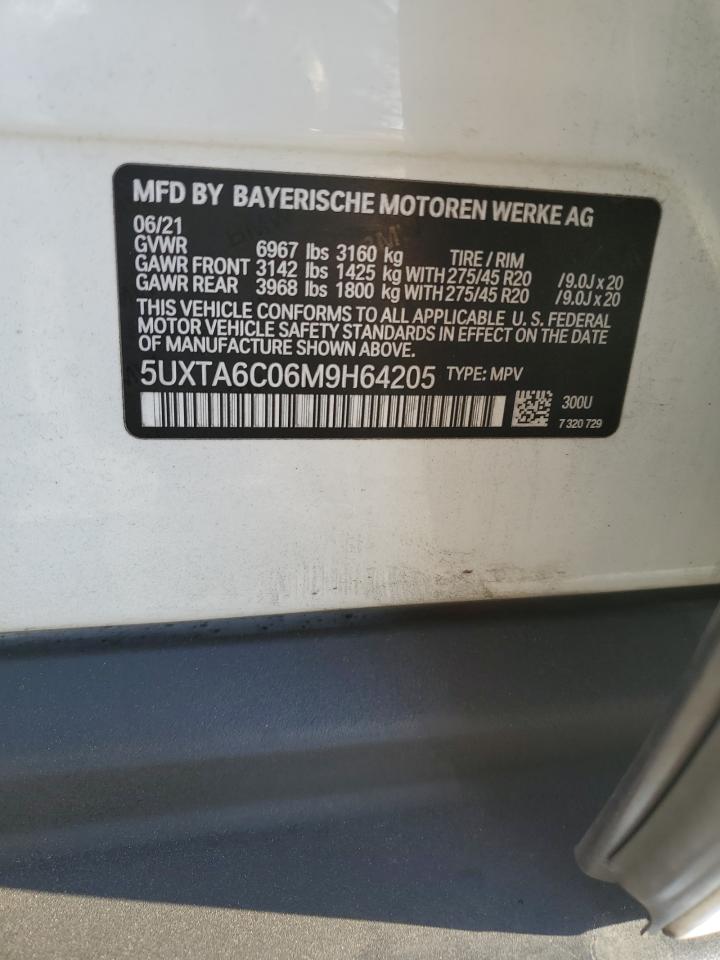 MFD BY BAYERISCHE MOTOREN WERKE AG
06/21
GVWR 6967 lbs 3160 kg TIRE / RIM
GAWR FRONT 3142 lbs 1425 kg WITH 275/45 R20 /9.0J x 20
GAWR REAR 3968 lbs 1800 kg WITH 275/45 R20 /9.0J x 20
THIS VEHICLE CONFORMS TO ALL APPLICABLE U. S. FEDERAL
MOTOR VEHICLE SAFETY STANDARDS IN EFFECT ON THE DATE
OF MANUFACTURE SHOWN ABOVE.
5UXTA6C06M9H64205 TYPE: MPV
300U
7 320 729